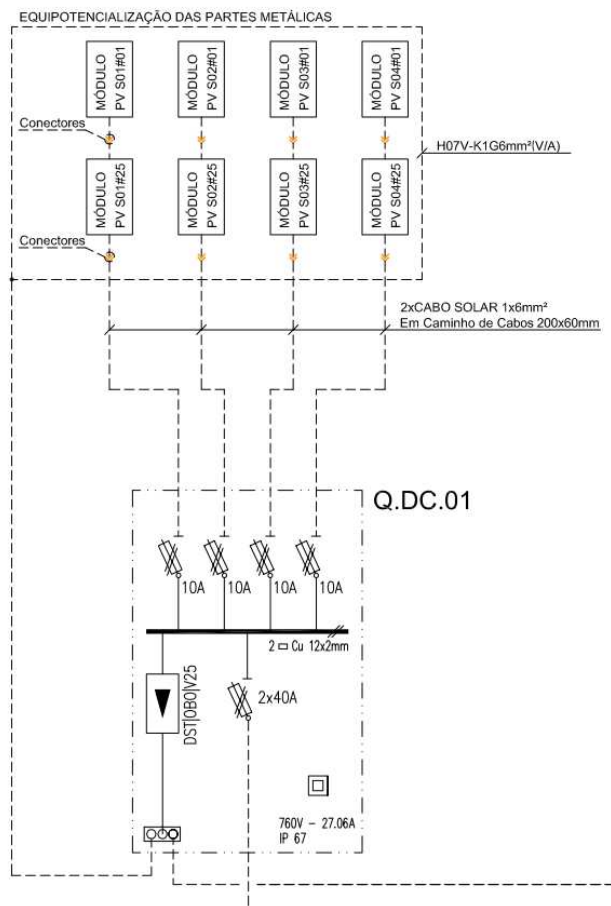 EQUIPOTENCIALIZAÇÃO DAS PARTES METÁLICAS
MÓDULO
PV S01#01
MÓDULO
PV S02#01
MÓDULO
PV S03#01
MÓDULO
PV S04#01
Conectores
H07V-K1G6mm²(V/A)
MÓDULO
PV S01#25
MÓDULO
PV S02#25
MÓDULO
PV S03#25
MÓDULO
PV S04#25
Conectores
2xCABO SOLAR 1x6mm²
Em Caminho de Cabos 200x60mm
Q.DC.01
10A
10A
10A
10A
2 Cu 12x2mm
DST|OBO|V25
2x40A
760V - 27.06A
IP 67